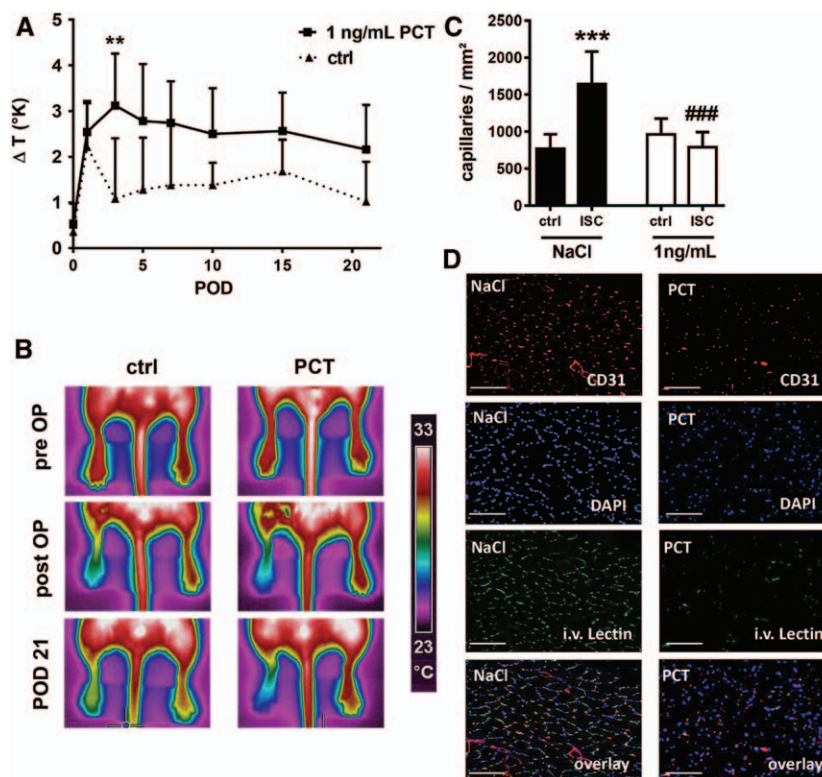 A
**
1 ng/mL PCT
ctrl
Δ T (°K)
5
4
3
2
1
0
0 5 10 15 20
POD
B
ctrl PCT
pre OP
post OP
POD 21
33
23
°C
C
capillaries / mm²
2500
2000
1500
1000
500
0
***
###
ctrl ISC ctrl ISC
NaCl 1ng/mL
D
NaCl PCT
CD31 CD31
NaCl PCT
DAPI DAPI
NaCl PCT
i.v. Lectin i.v. Lectin
NaCl PCT
overlay overlay